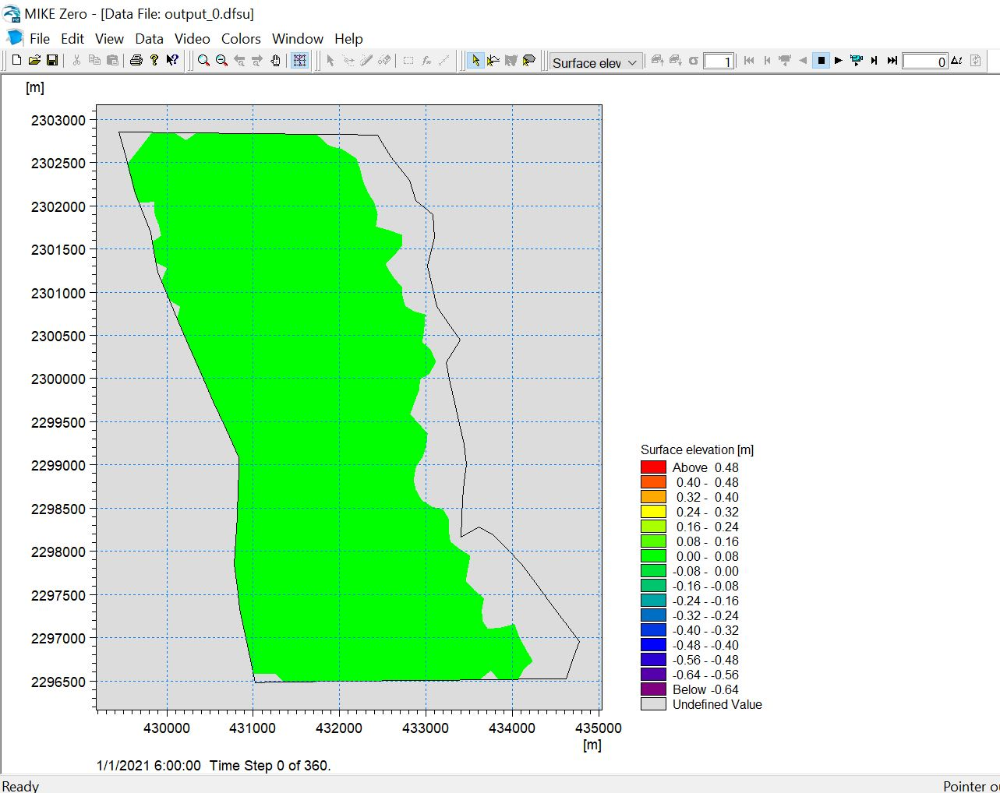 MIKE Zero - [Data File: output_0.dfsu]
File Edit View Data Video Colors Window Help
Surface elev 1 0 Δt
[m]
2303000
2302500
2302000
2301500
2301000
2300500
2300000
2299500
2299000
2298500
2298000
2297500
2297000
2296500
430000 431000 432000 433000 434000 435000
[m]
1/1/2021 6:00:00 Time Step 0 of 360.
Surface elevation [m]
Above 0.48
0.40 - 0.48
0.32 - 0.40
0.24 - 0.32
0.16 - 0.24
0.08 - 0.16
0.00 - 0.08
-0.08 - 0.00
-0.16 - -0.08
-0.24 - -0.16
-0.32 - -0.24
-0.40 - -0.32
-0.48 - -0.40
-0.56 - -0.48
-0.64 - -0.56
Below -0.64
Undefined Value
Ready Pointer o